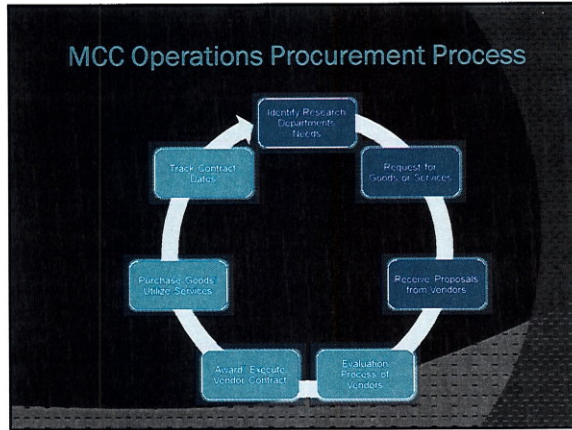 MCC Operations Procurement Process
Identify Research
Departments
Needs
Request for
Goods or Services
Receive Proposals
from Vendors
Evaluation
Process of
Vendors
Award/Execute
Vendor Contract
Purchase Goods/
Utilize Services
Track Contract
Dates